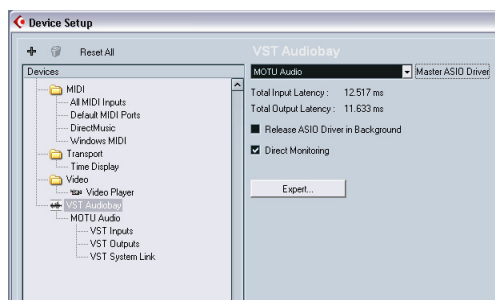 Device Setup
Reset All
Devices
MIDI
All MIDI Inputs
Default MIDI Ports
DirectMusic
Windows MIDI
Transport
Time Display
Video
Video Player
VST Audiobay
MOTU Audio
VST Inputs
VST Outputs
VST System Link
VST Audiobay
MOTU Audio
Master ASIO Driver
Total Input Latency : 12.517 ms
Total Output Latency : 11.633 ms
Release ASIO Driver in Background
Direct Monitoring
Expert...